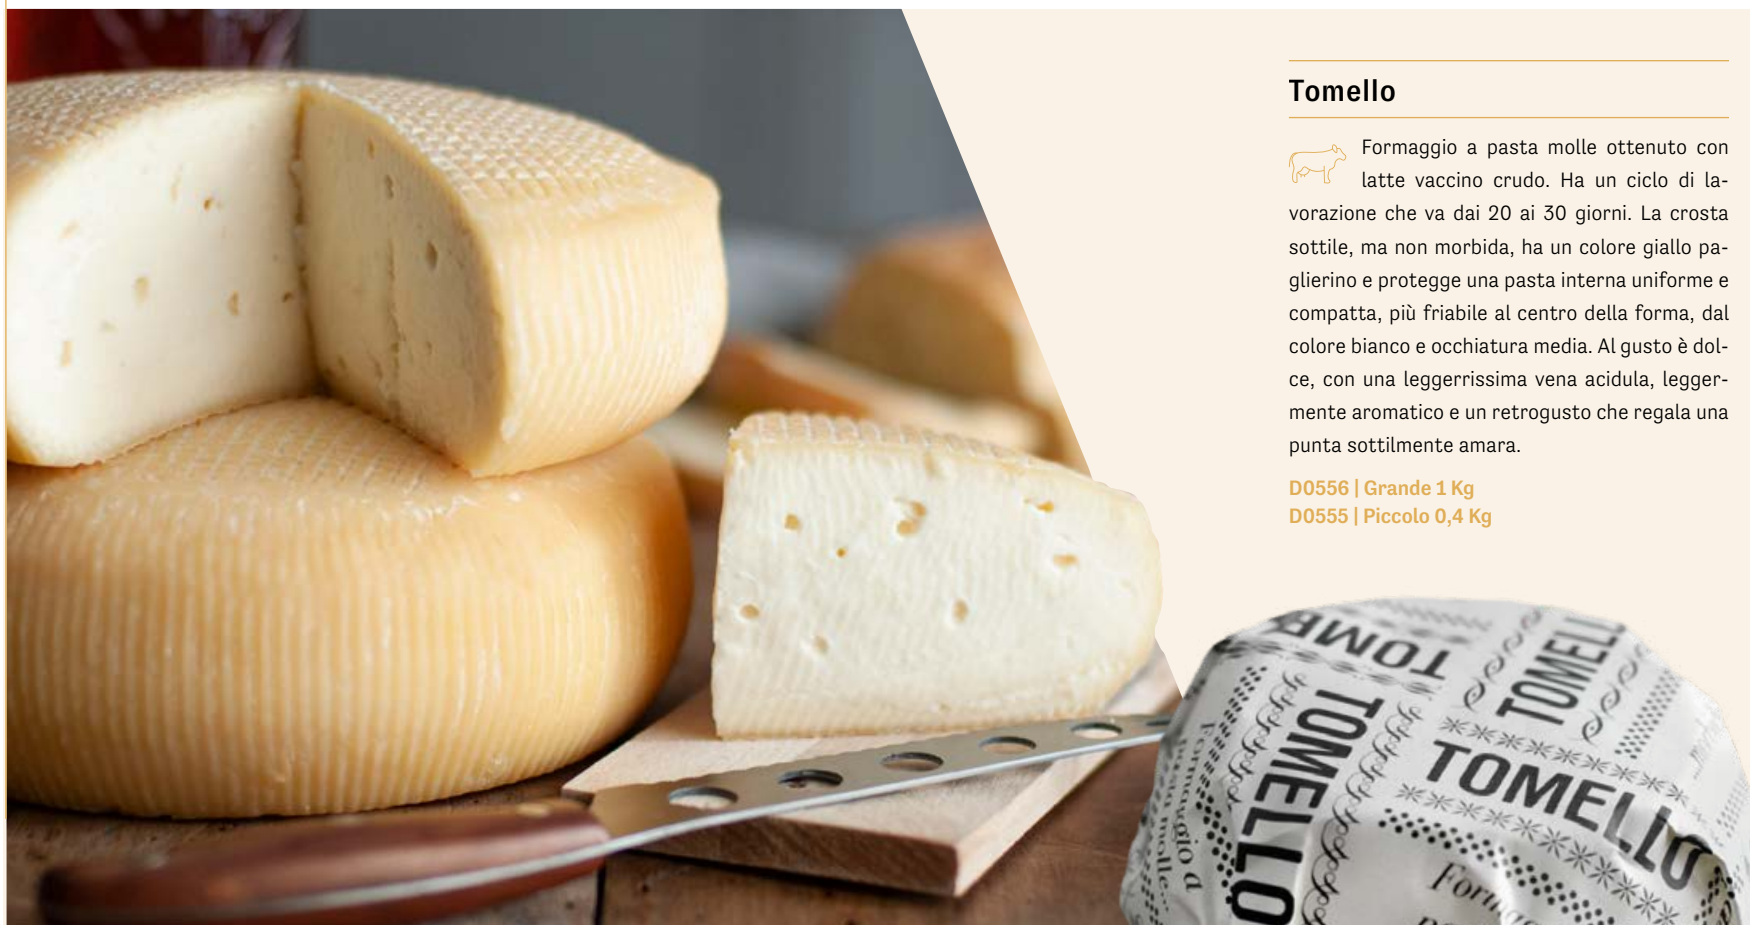 Tomello
Formaggio a pasta molle ottenuto con
latte vaccino crudo. Ha un ciclo di la-
vorazione che va dai 20 ai 30 giorni. La crosta
sottile, ma non morbida, ha un colore giallo pa-
glierino e protegge una pasta interna uniforme e
compatta, più friabile al centro della forma, dal
colore bianco e occhiatura media. Al gusto è dol-
ce, con una leggerrissima vena acidula, legger-
mente aromatico e un retrogusto che regala una
punta sottilmente amara.
D0556 | Grande 1 Kg
D0555 | Piccolo 0,4 Kg
TOMELLO
TOMELLO